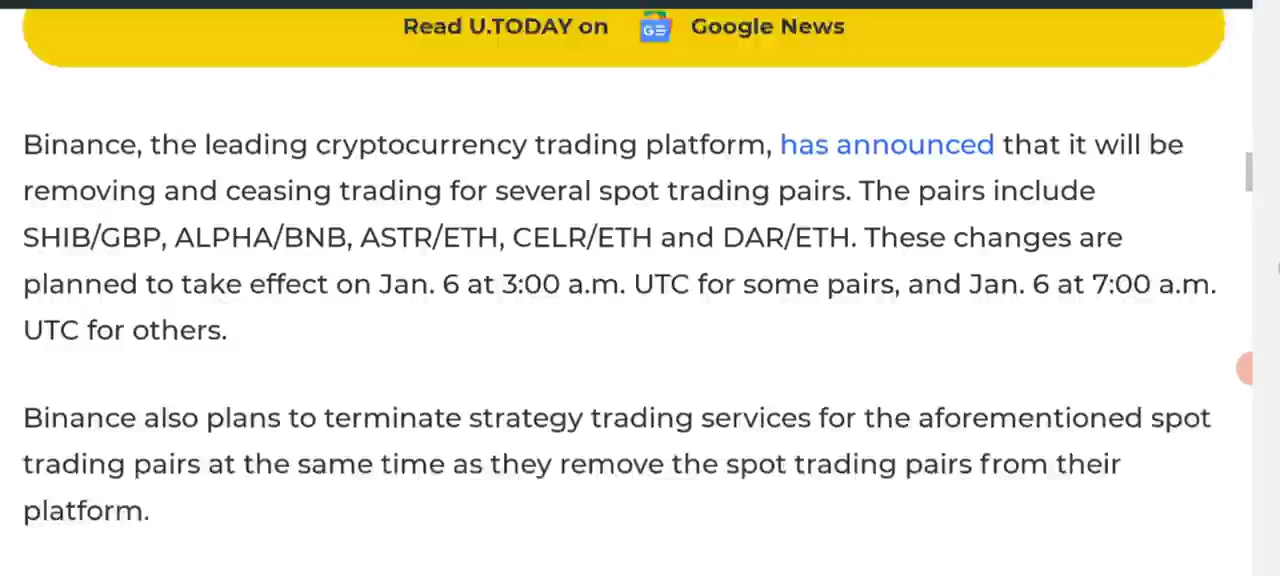 Read U.TODAY on GE Google News
Binance, the leading cryptocurrency trading platform, has announced that it will be
removing and ceasing trading for several spot trading pairs. The pairs include
SHIB/GBP, ALPHA/BNB, ASTR/ETH, CELR/ETH and DAR/ETH. These changes are
planned to take effect on Jan. 6 at 3:00 a.m. UTC for some pairs, and Jan. 6 at 7:00 a.m.
UTC for others.
Binance also plans to terminate strategy trading services for the aforementioned spot
trading pairs at the same time as they remove the spot trading pairs from their
platform.